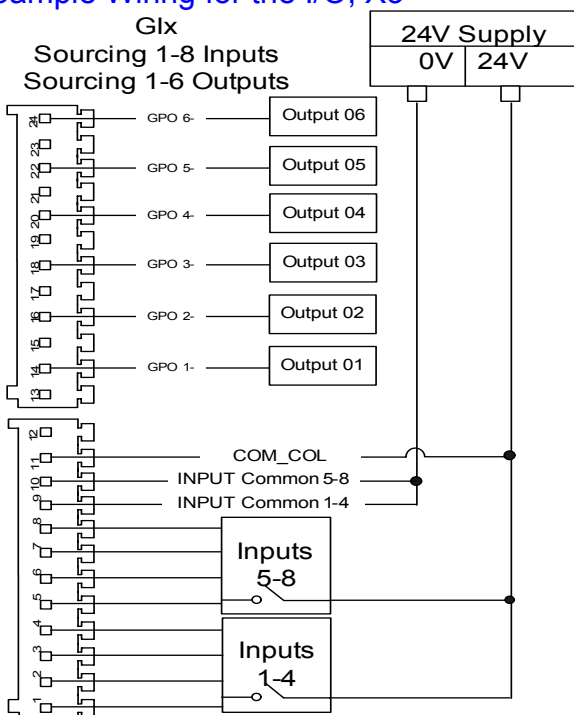 GIx
Sourcing 1-8 Inputs
Sourcing 1-6 Outputs
24V Supply
0V 24V
24 GPO 6- Output 06
23
22 GPO 5- Output 05
21
20 GPO 4- Output 04
19
18 GPO 3- Output 03
17
16 GPO 2- Output 02
15
14 GPO 1- Output 01
13
12
11 COM_COL
10 INPUT Common 5-8
9 INPUT Common 1-4
8
7
6
5
Inputs
5-8
4
3
2
1
Inputs
1-4